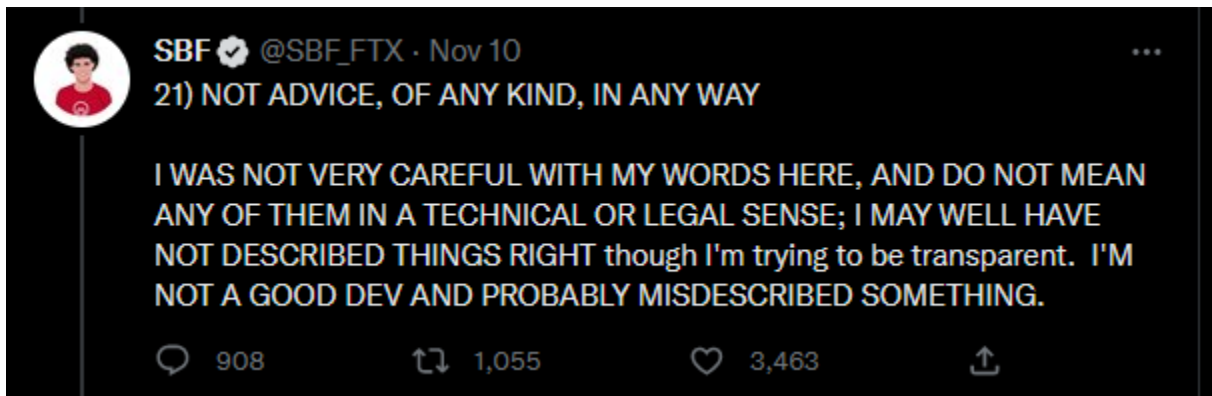 SBF @SBF_FTX · Nov 10
21) NOT ADVICE, OF ANY KIND, IN ANY WAY
I WAS NOT VERY CAREFUL WITH MY WORDS HERE, AND DO NOT MEAN
ANY OF THEM IN A TECHNICAL OR LEGAL SENSE; I MAY WELL HAVE
NOT DESCRIBED THINGS RIGHT though I'm trying to be transparent.  I'M
NOT A GOOD DEV AND PROBABLY MISDESCRIBED SOMETHING.
908 1,055 3,463